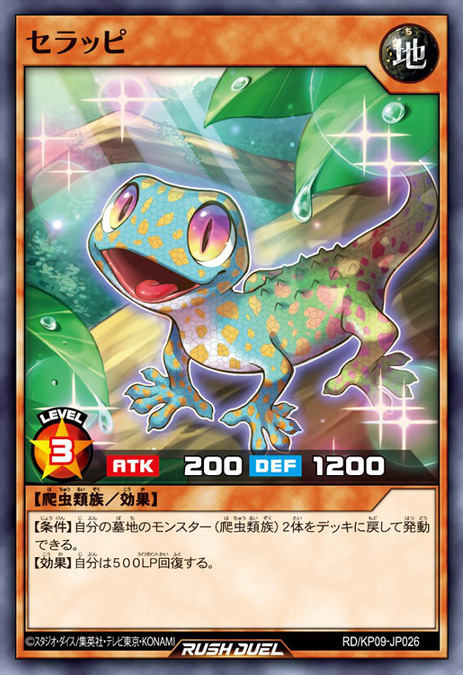 セラッピ
ち
地
LEVEL
3
ATK 200 DEF 1200
【爬虫類族／効果】
【条件】自分の墓地のモンスター（爬虫類族）2体をデッキに戻して発動
できる。
【効果】自分は500LP回復する。
©スタジオ・ダイス/集英社・テレビ東京・KONAMI
RUSH DUEL
RD/KP09-JP026